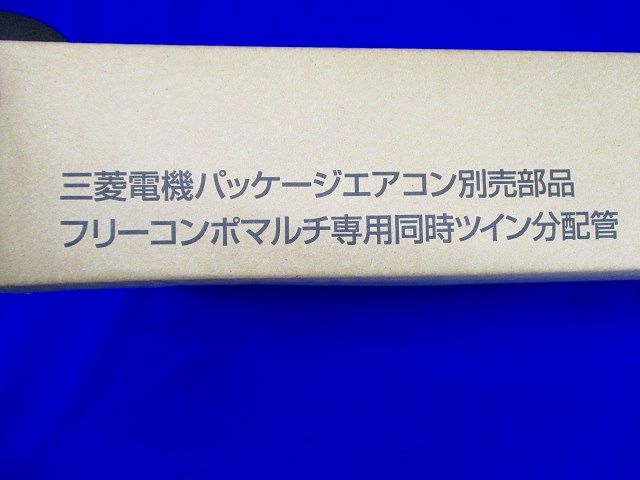 三菱電機パッケージエアコン別売部品
フリーコンポマルチ専用同時ツイン分配管